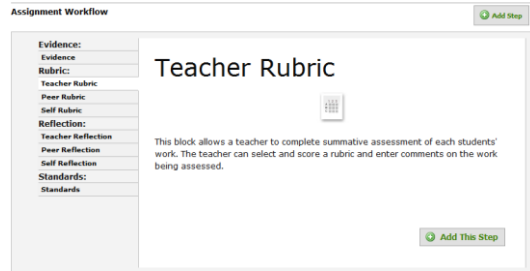 Assignment Workflow
Add Step
Evidence:
Evidence
Rubric:
Teacher Rubric
Peer Rubric
Self Rubric
Reflection:
Teacher Reflection
Peer Reflection
Self Reflection
Standards:
Standards
Teacher Rubric
This block allows a teacher to complete summative assessment of each students'
work. The teacher can select and score a rubric and enter comments on the work
being assessed.
Add This Step